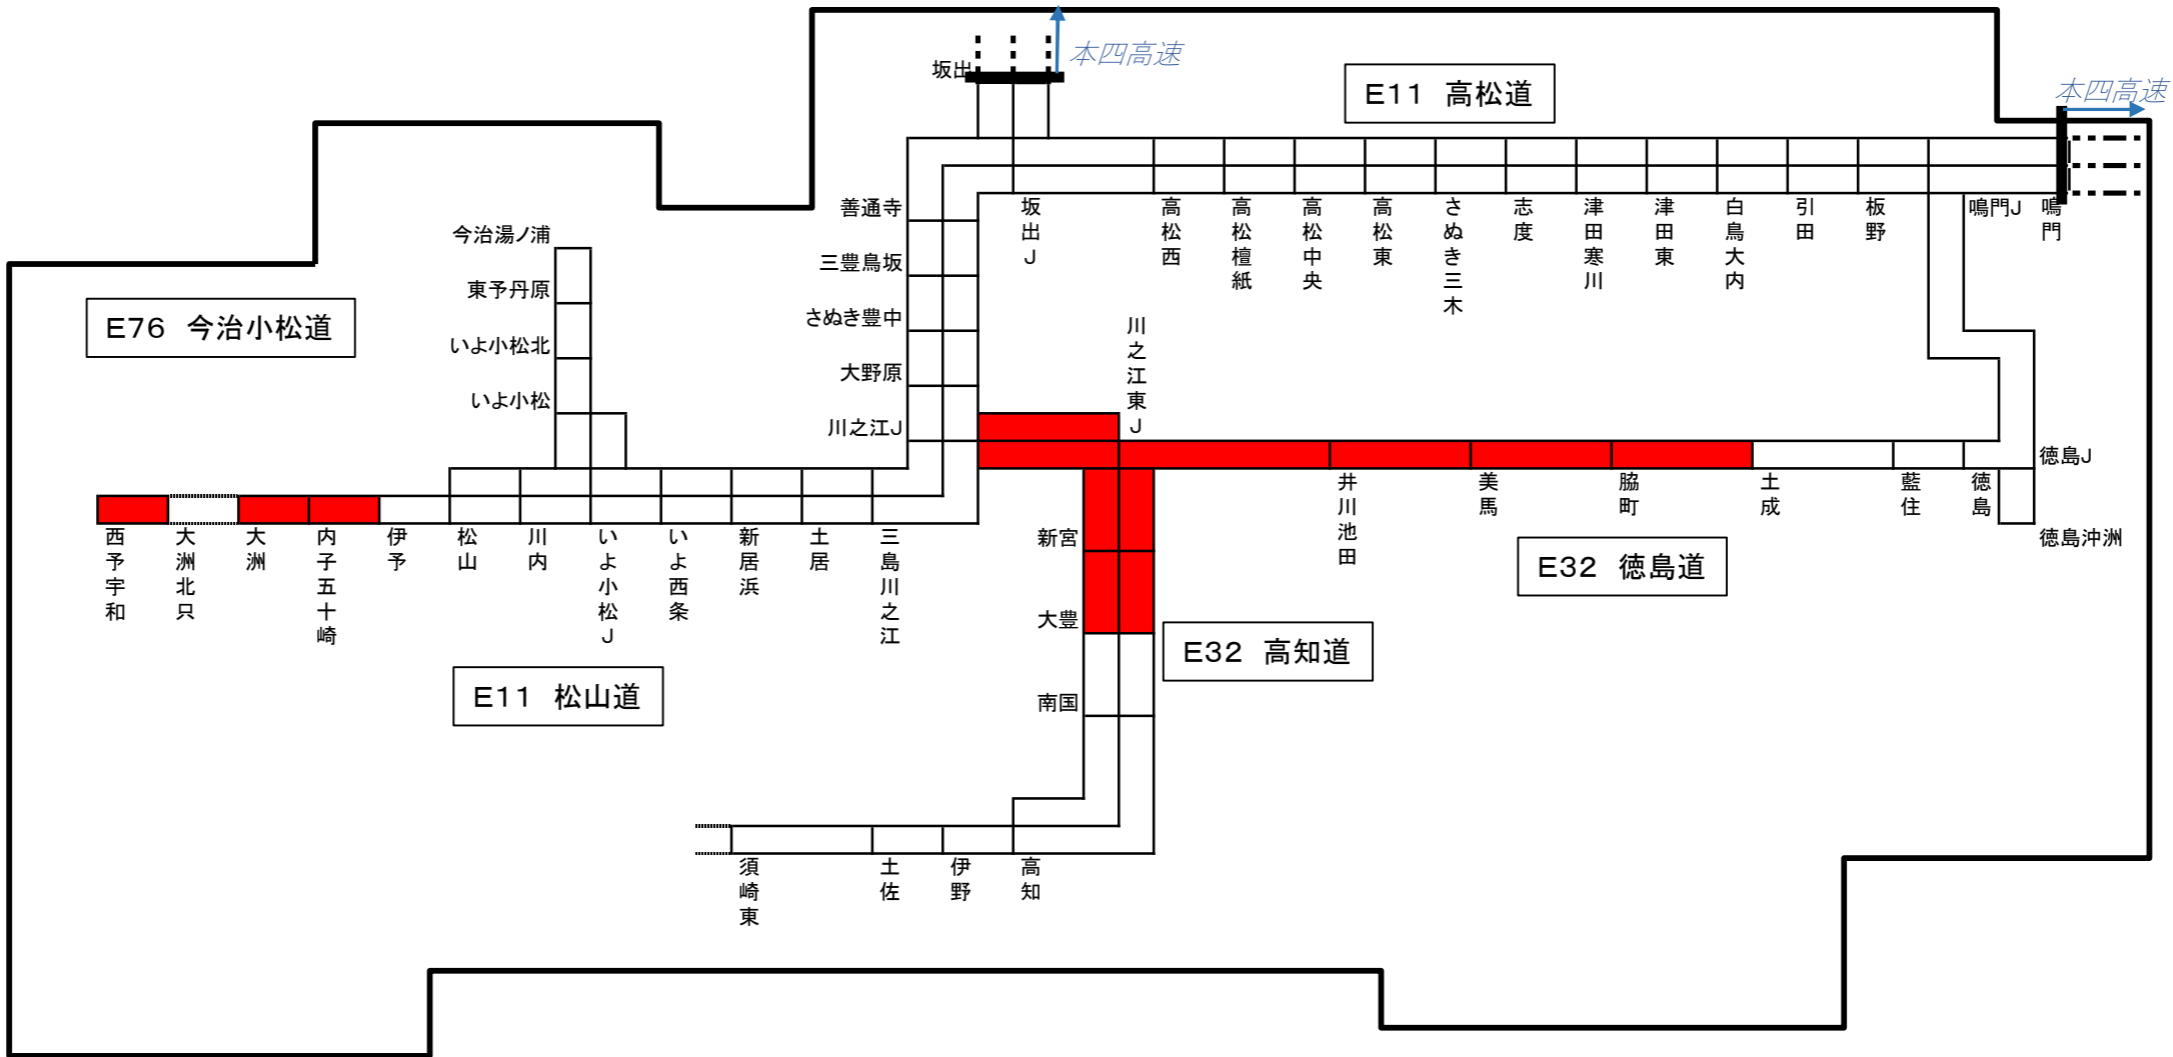 本四高速
坂出
E11 高松道
本四高速
善通寺
三豊鳥坂
さぬき豊中
大野原
川之江J
坂出J
高松西
高松檀紙
高松中央
高松東
さぬき三木
志度
津田寒川
津田東
白鳥大内
引田
板野
鳴門J
鳴門
今治湯ノ浦
東予丹原
いよ小松北
いよ小松
E76 今治小松道
川之江東J
西予宇和
大洲北只
大洲
内子五十崎
伊予
松山
川内
いよ小松J
いよ西条
新居浜
土居
三島川之江
E11 松山道
新宮
大豊
南国
井川池田
美馬
脇町
土成
藍住
徳島
徳島J
徳島沖洲
E32 徳島道
E32 高知道
須崎東
土佐
伊野
高知